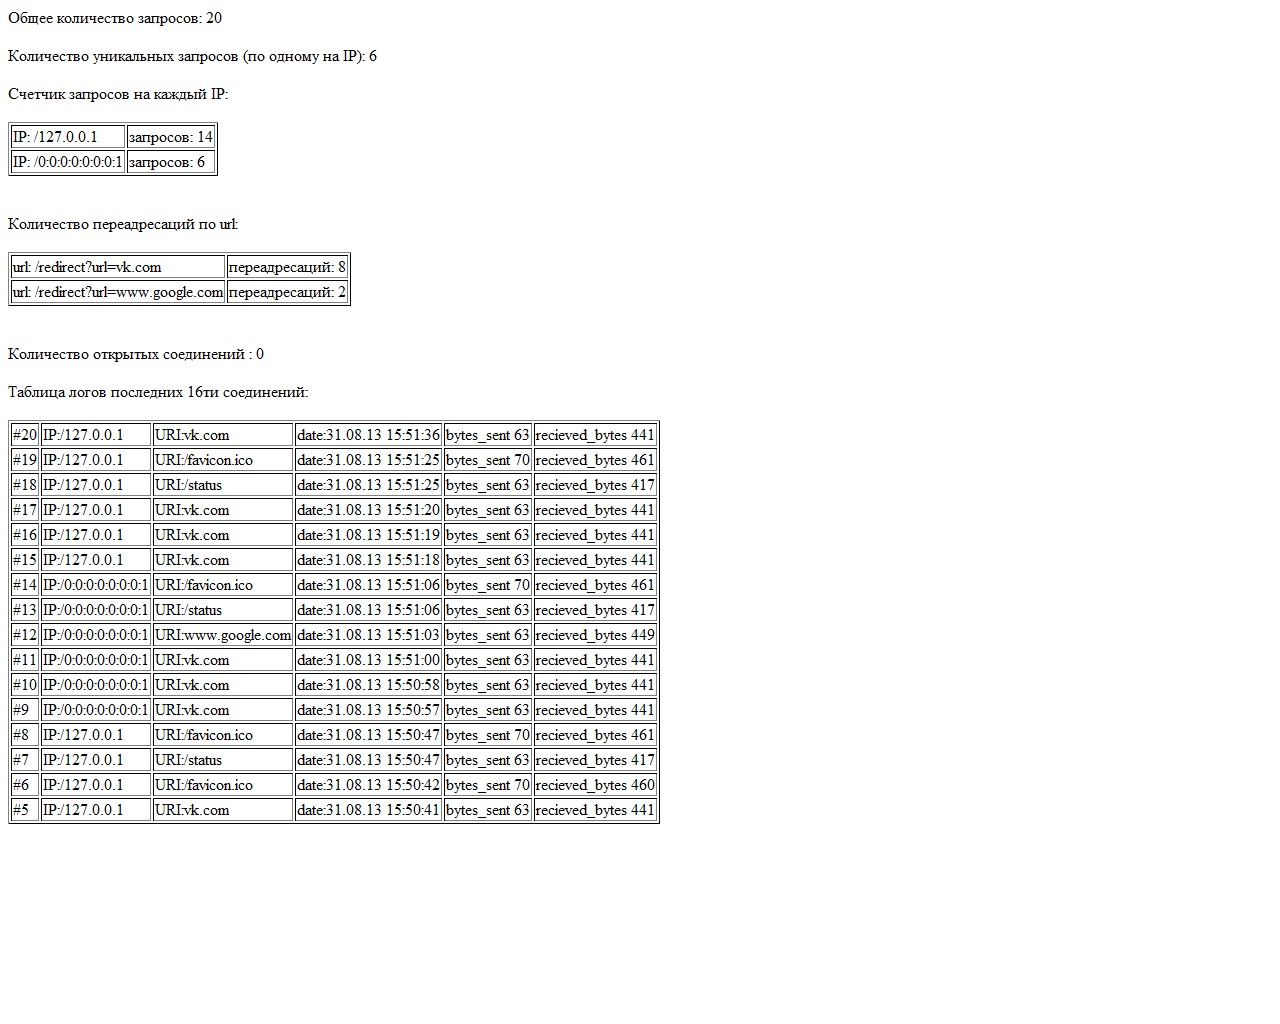 Общее количество запросов: 20
Количество уникальных запросов (по одному на IP): 6
Счетчик запросов на каждый IP:
IP: /127.0.0.1 запросов: 14
IP: /0:0:0:0:0:0:0:1 запросов: 6
Количество переадресаций по url:
url: /redirect?url=vk.com переадресаций: 8
url: /redirect?url=www.google.com переадресаций: 2
Количество открытых соединений : 0
Таблица логов последних 16ти соединений:
#20 IP:/127.0.0.1 URI:vk.com date:31.08.13 15:51:36 bytes_sent 63 recieved_bytes 441
#19 IP:/127.0.0.1 URI:/favicon.ico date:31.08.13 15:51:25 bytes_sent 70 recieved_bytes 461
#18 IP:/127.0.0.1 URI:/status date:31.08.13 15:51:25 bytes_sent 63 recieved_bytes 417
#17 IP:/127.0.0.1 URI:vk.com date:31.08.13 15:51:20 bytes_sent 63 recieved_bytes 441
#16 IP:/127.0.0.1 URI:vk.com date:31.08.13 15:51:19 bytes_sent 63 recieved_bytes 441
#15 IP:/127.0.0.1 URI:vk.com date:31.08.13 15:51:18 bytes_sent 63 recieved_bytes 441
#14 IP:/0:0:0:0:0:0:0:1 URI:/favicon.ico date:31.08.13 15:51:06 bytes_sent 70 recieved_bytes 461
#13 IP:/0:0:0:0:0:0:0:1 URI:/status date:31.08.13 15:51:06 bytes_sent 63 recieved_bytes 417
#12 IP:/0:0:0:0:0:0:0:1 URI:www.google.com date:31.08.13 15:51:03 bytes_sent 63 recieved_bytes 449
#11 IP:/0:0:0:0:0:0:0:1 URI:vk.com date:31.08.13 15:51:00 bytes_sent 63 recieved_bytes 441
#10 IP:/0:0:0:0:0:0:0:1 URI:vk.com date:31.08.13 15:50:58 bytes_sent 63 recieved_bytes 441
#9 IP:/0:0:0:0:0:0:0:1 URI:vk.com date:31.08.13 15:50:57 bytes_sent 63 recieved_bytes 441
#8 IP:/127.0.0.1 URI:/favicon.ico date:31.08.13 15:50:47 bytes_sent 70 recieved_bytes 461
#7 IP:/127.0.0.1 URI:/status date:31.08.13 15:50:47 bytes_sent 63 recieved_bytes 417
#6 IP:/127.0.0.1 URI:/favicon.ico date:31.08.13 15:50:42 bytes_sent 70 recieved_bytes 460
#5 IP:/127.0.0.1 URI:vk.com date:31.08.13 15:50:41 bytes_sent 63 recieved_bytes 441